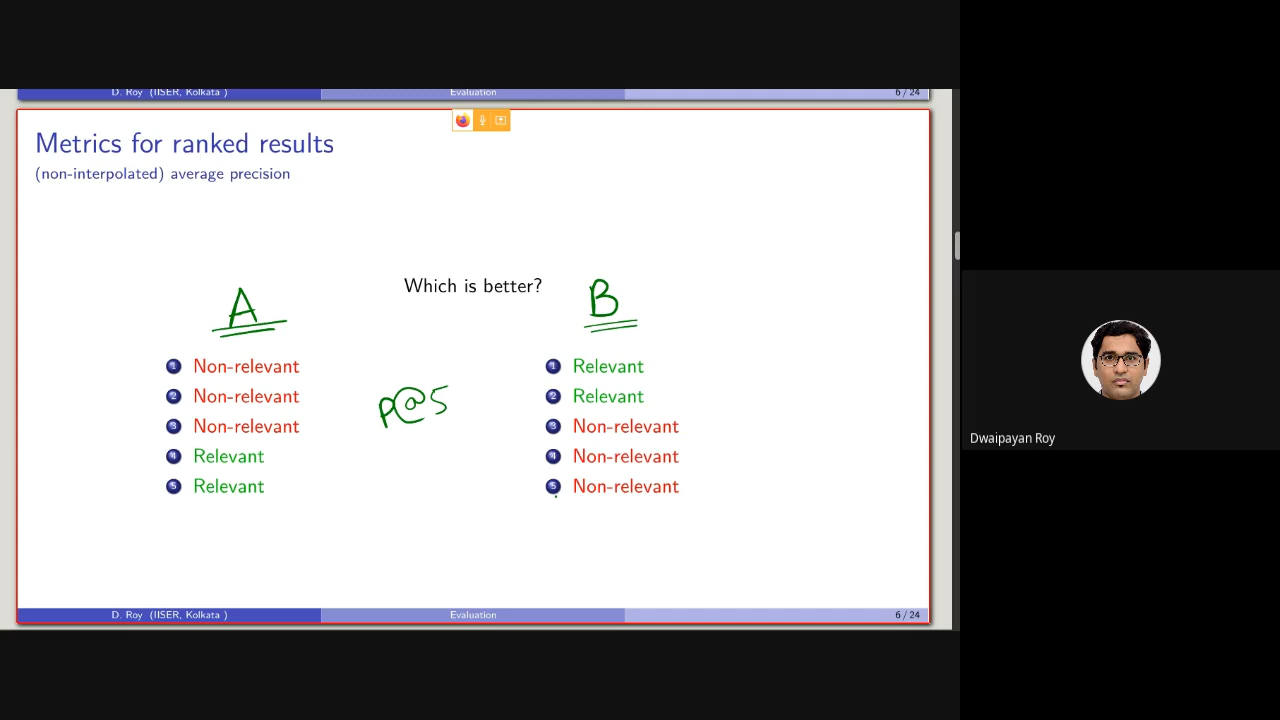 D. Roy (IISER, Kolkata ) Evaluation 6 / 24
Metrics for ranked results
(non-interpolated) average precision
Which is better?
A
B
1 Non-relevant
2 Non-relevant
3 Non-relevant
4 Relevant
5 Relevant
P@5
1 Relevant
2 Relevant
3 Non-relevant
4 Non-relevant
5 Non-relevant
D. Roy (IISER, Kolkata ) Evaluation 6 / 24
Dwaipayan Roy